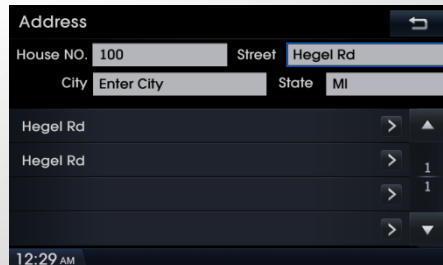 Address
House NO. 100 Street Hegel Rd
City Enter City State MI
Hegel Rd
Hegel Rd
1
1
12:29 AM